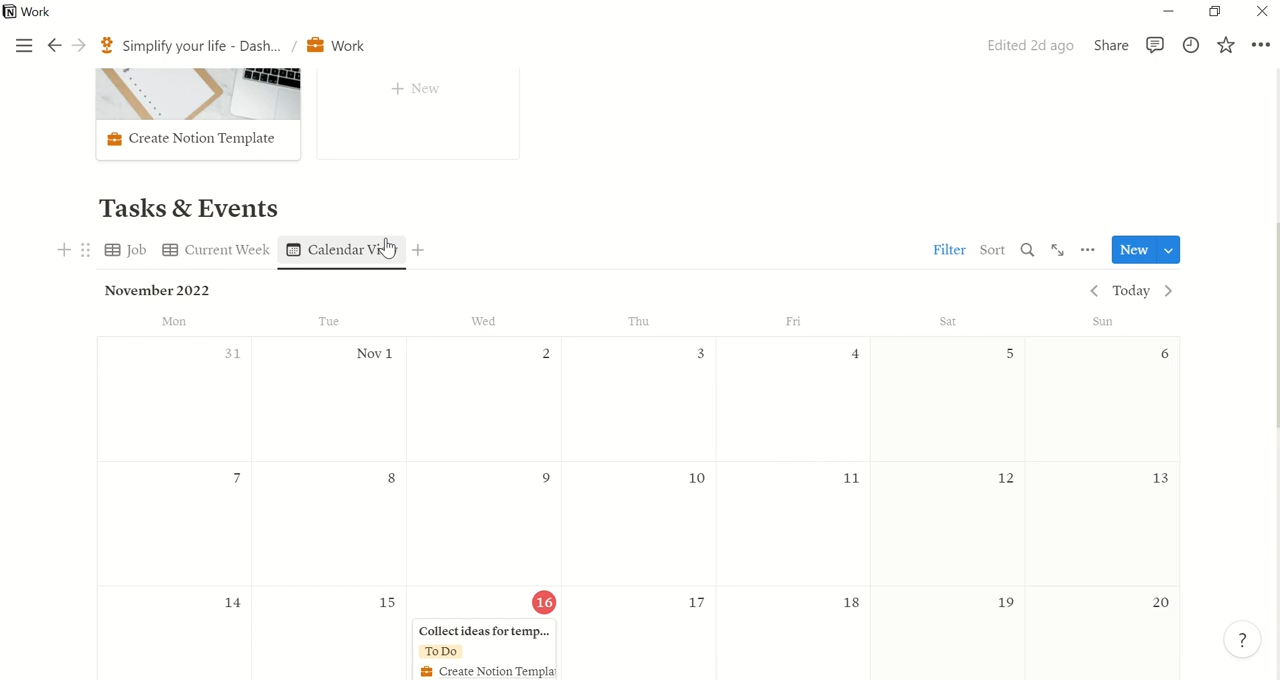 Work
Simplify your life - Dash... / Work
Edited 2d ago Share
+ New
Create Notion Template
Tasks & Events
Job Current Week Calendar
Filter Sort New
November 2022
Today
Mon Tue Wed Thu Fri Sat Sun
31 Nov 1 2 3 4 5 6
7 8 9 10 11 12 13
14 15 16 17 18 19 20
Collect ideas for temp...
To Do
Create Notion Templa
?